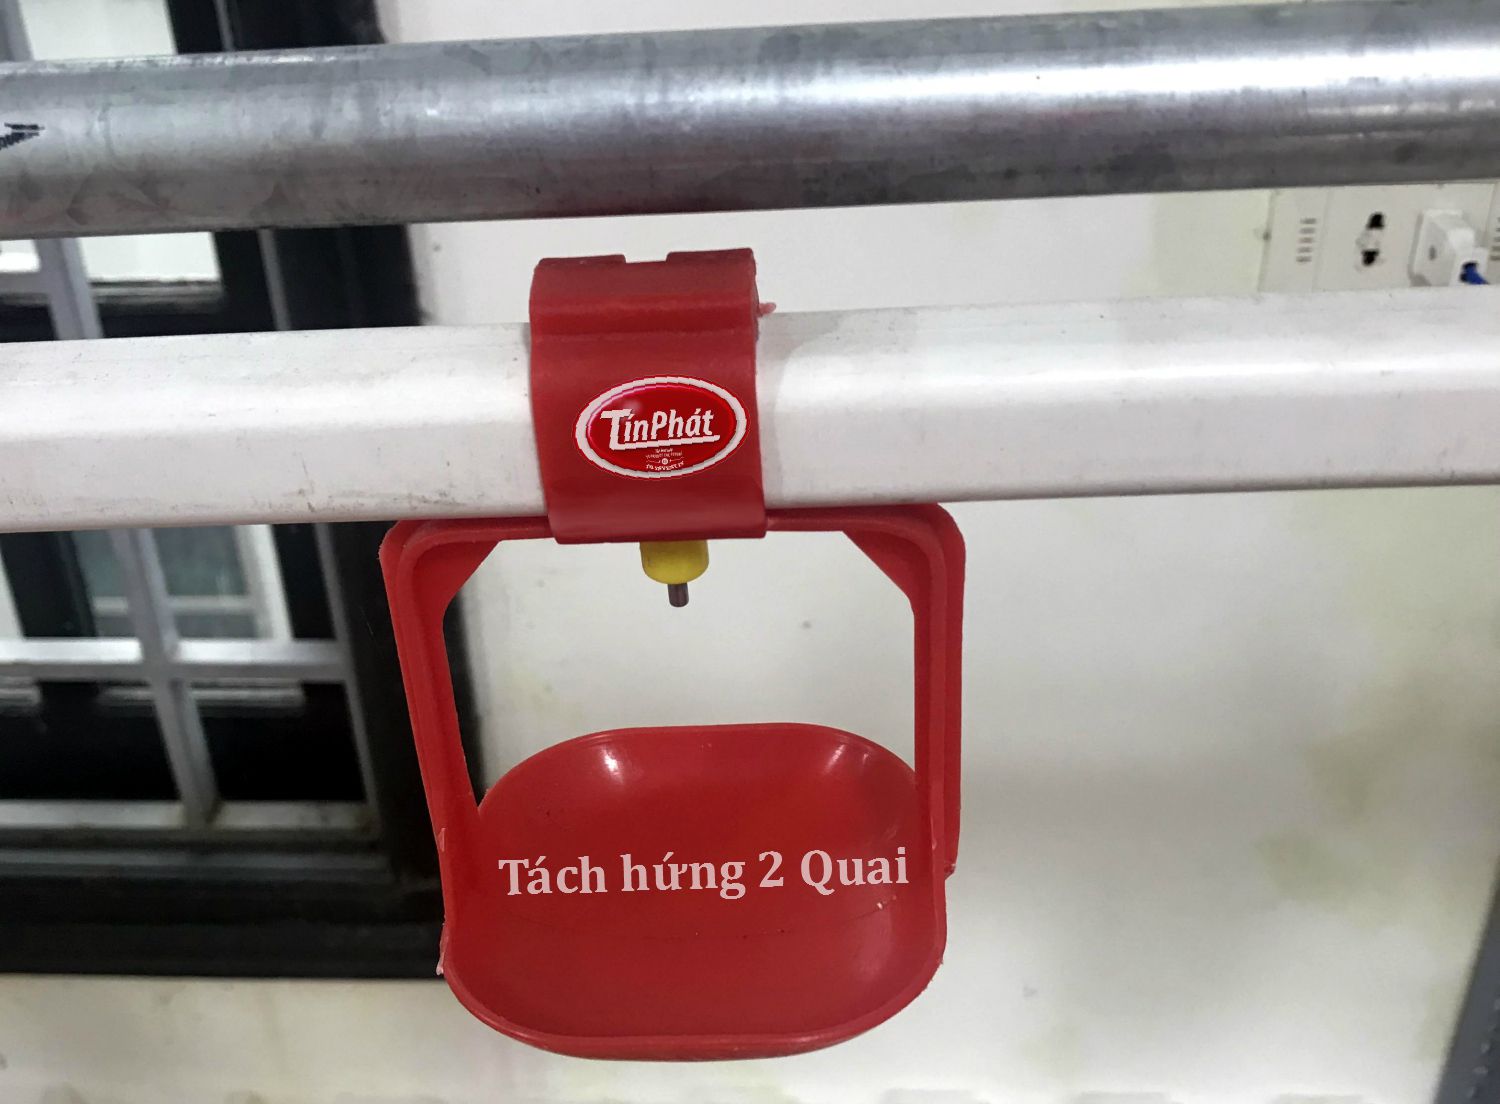 TínPhát
Tách hứng 2 Quai